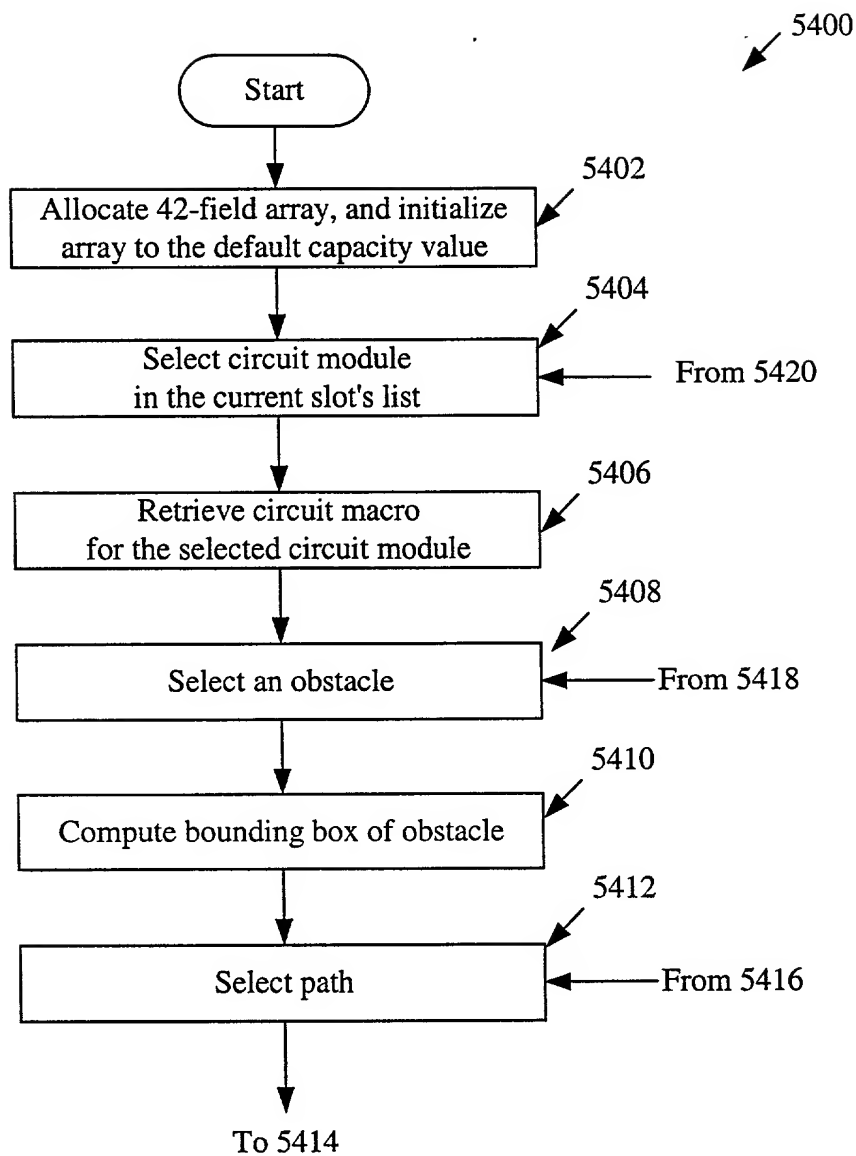 5400
Start
5402
Allocate 42-field array, and initialize
array to the default capacity value
5404
Select circuit module
in the current slot's list
From 5420
5406
Retrieve circuit macro
for the selected circuit module
5408
Select an obstacle
From 5418
5410
Compute bounding box of obstacle
5412
Select path
From 5416
To 5414